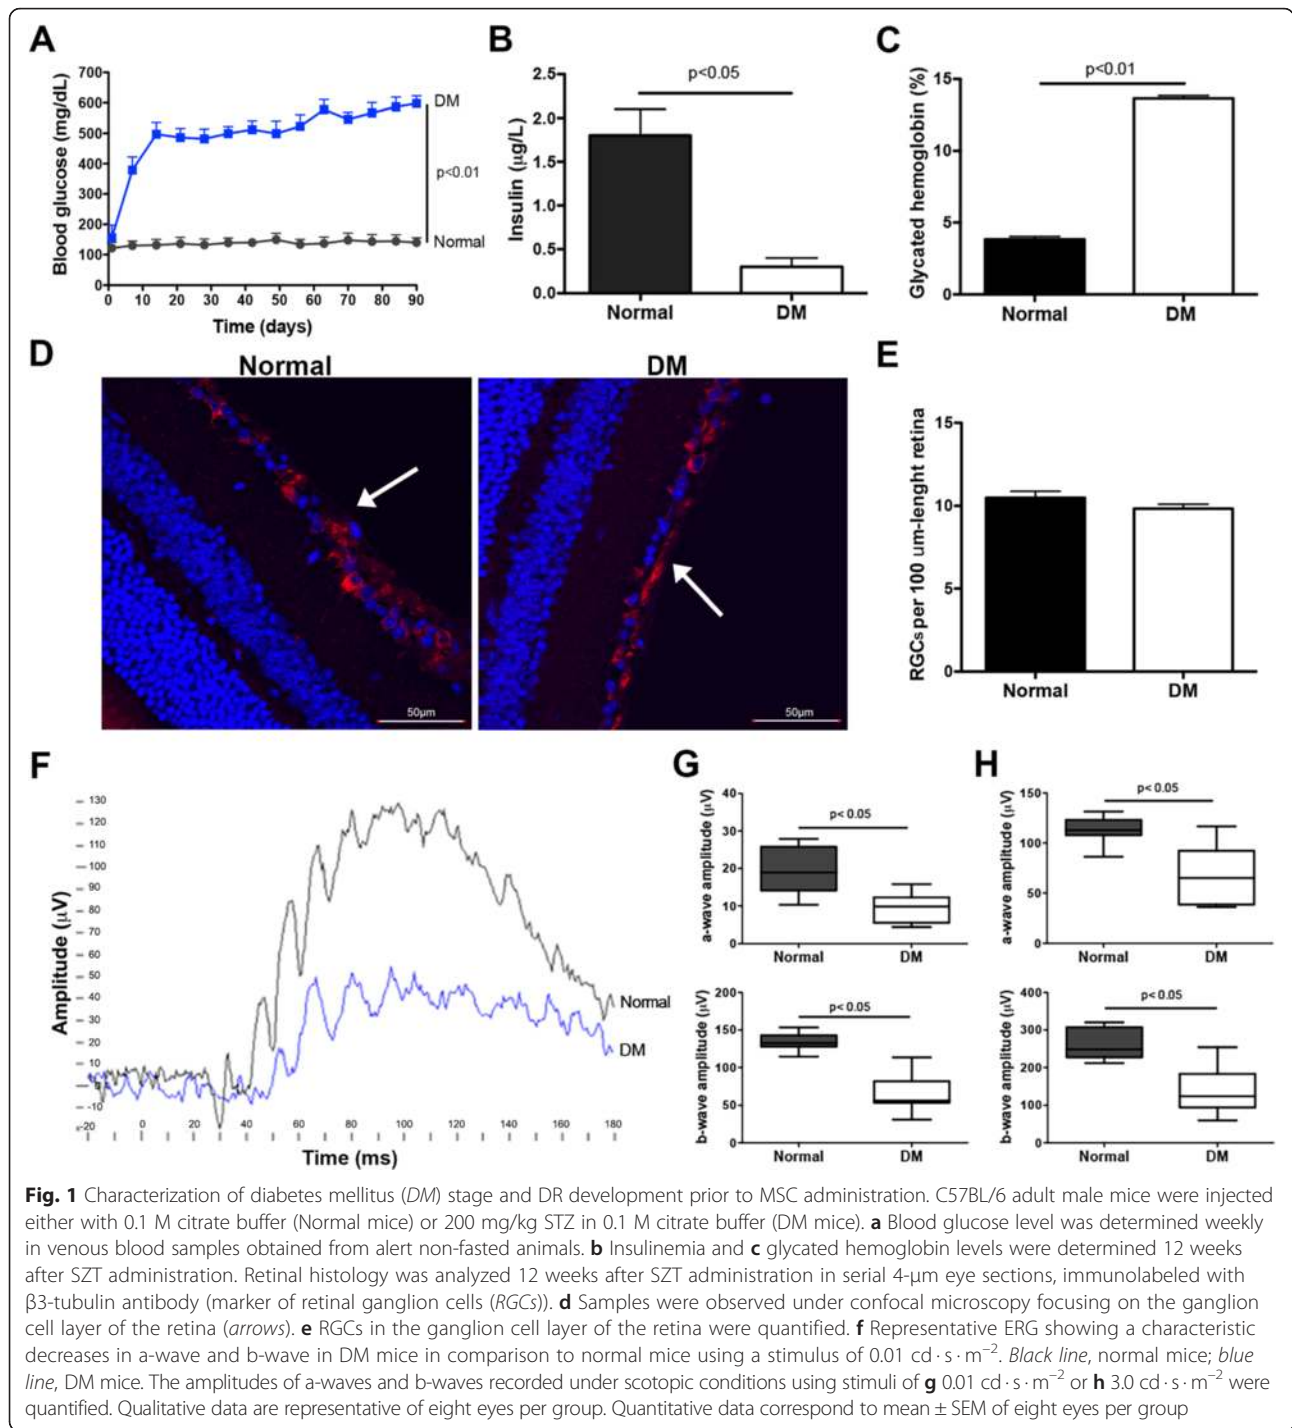 A
Blood glucose (mg/dL)
700
600
500
400
300
200
100
0
0 10 20 30 40 50 60 70 80 90
Time (days)
DM
p<0.01
Normal
B
Insulin (µg/L)
2.5
2.0
1.5
1.0
0.5
0.0
p<0.05
Normal DM
C
Glycated hemoglobin (%)
15
10
5
0
p<0.01
Normal DM
D
Normal DM
50µm 50µm
E
RGCs per 100 um-lenght retina
15
10
5
0
Normal DM
F
Amplitude (µV)
130
120
110
100
90
80
70
60
50
40
30
20
10
0
-10
-20 0 20 40 60 80 100 120 140 160 180
Time (ms)
Normal
DM
G
a-wave amplitude (µV)
40
30
20
10
0
p< 0.05
Normal DM
b-wave amplitude (µV)
200
150
100
50
0
p< 0.05
Normal DM
H
a-wave amplitude (µV)
150
100
50
0
p< 0.05
Normal DM
b-wave amplitude (µV)
400
300
200
100
0
p< 0.05
Normal DM
Fig. 1 Characterization of diabetes mellitus (DM) stage and DR development prior to MSC administration. C57BL/6 adult male mice were injected
either with 0.1 M citrate buffer (Normal mice) or 200 mg/kg STZ in 0.1 M citrate buffer (DM mice). a Blood glucose level was determined weekly
in venous blood samples obtained from alert non-fasted animals. b Insulinemia and c glycated hemoglobin levels were determined 12 weeks
after SZT administration. Retinal histology was analyzed 12 weeks after SZT administration in serial 4-µm eye sections, immunolabeled with
β3-tubulin antibody (marker of retinal ganglion cells (RGCs)). d Samples were observed under confocal microscopy focusing on the ganglion
cell layer of the retina (arrows). e RGCs in the ganglion cell layer of the retina were quantified. f Representative ERG showing a characteristic
decreases in a-wave and b-wave in DM mice in comparison to normal mice using a stimulus of 0.01 cd · s · m⁻². Black line, normal mice; blue
line, DM mice. The amplitudes of a-waves and b-waves recorded under scotopic conditions using stimuli of g 0.01 cd · s · m⁻² or h 3.0 cd · s · m⁻² were
quantified. Qualitative data are representative of eight eyes per group. Quantitative data correspond to mean ± SEM of eight eyes per group